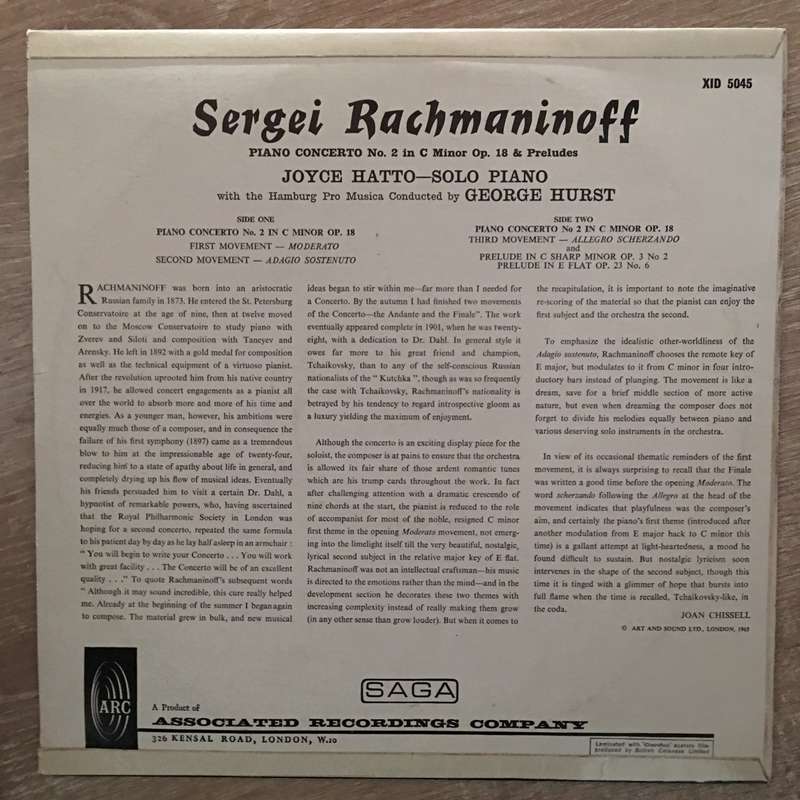 XID 5045
Sergei Rachmaninoff
PIANO CONCERTO No. 2 in C Minor Op. 18 & Preludes
JOYCE HATTO—SOLO PIANO
with the Hamburg Pro Musica Conducted by GEORGE HURST
SIDE ONE
PIANO CONCERTO No. 2 IN C MINOR OP. 18
FIRST MOVEMENT — MODERATO
SECOND MOVEMENT — ADAGIO SOSTENUTO
SIDE TWO
PIANO CONCERTO No 2 IN C MINOR OP. 18
THIRD MOVEMENT — ALLEGRO SCHERZANDO
and
PRELUDE IN C SHARP MINOR OP. 3 No 2
PRELUDE IN E FLAT OP. 23 No. 6
RACHMANINOFF was born into an aristocratic
Russian family in 1873. He entered the St. Petersburg
Conservatoire at the age of nine, then at twelve moved
on to the Moscow Conservatoire to study piano with
Zverev and Siloti and composition with Taneyev and
Arensky. He left in 1892 with a gold medal for composition
as well as the technical equipment of a virtuoso pianist.
After the revolution uprooted him from his native country
in 1917, he allowed concert engagements as a pianist all
over the world to absorb more and more of his time and
energies. As a younger man, however, his ambitions were
equally much those of a composer, and in consequence the
failure of his first symphony (1897) came as a tremendous
blow to him at the impressionable age of twenty-four,
reducing him to a state of apathy about life in general, and
completely drying up his flow of musical ideas. Eventually
his friends persuaded him to visit a certain Dr. Dahl, a
hypnotist of remarkable powers, who, having ascertained
that the Royal Philharmonic Society in London was
hoping for a second concerto, repeated the same formula
to his patient day by day as he lay half asleep in an armchair :
“ You will begin to write your Concerto . . . You will work
with great facility . . . The Concerto will be of an excellent
quality . . .” To quote Rachmaninoff's subsequent words
“ Although it may sound incredible, this cure really helped
me. Already at the beginning of the summer I began again
to compose. The material grew in bulk, and new musical
ideas began to stir within me—far more than I needed for
a Concerto. By the autumn I had finished two movements
of the Concerto—the Andante and the Finale”. The work
eventually appeared complete in 1901, when he was twenty-
eight, with a dedication to Dr. Dahl. In general style it
owes far more to his great friend and champion,
Tchaikovsky, than to any of the self-conscious Russian
nationalists of the “ Kutchka ”, though as was so frequently
the case with Tchaikovsky, Rachmaninoff's nationality is
betrayed by his tendency to regard introspective gloom as
a luxury yielding the maximum of enjoyment.
Although the concerto is an exciting display piece for the
soloist, the composer is at pains to ensure that the orchestra
is allowed its fair share of those ardent romantic tunes
which are his trump cards throughout the work. In fact
after challenging attention with a dramatic crescendo of
nine chords at the start, the pianist is reduced to the role
of accompanist for most of the noble, resigned C minor
first theme in the opening Moderato movement, not emerg-
ing into the limelight itself till the very beautiful, nostalgic,
lyrical second subject in the relative major key of E flat.
Rachmaninoff was not an intellectual craftsman—his music
is directed to the emotions rather than the mind—and in the
development section he decorates these two themes with
increasing complexity instead of really making them grow
(in any other sense than grow louder). But when it comes to
the recapitulation, it is important to note the imaginative
re-scoring of the material so that the pianist can enjoy the
first subject and the orchestra the second.
To emphasize the idealistic other-worldliness of the
Adagio sostenuto, Rachmaninoff chooses the remote key of
E major, but modulates to it from C minor in four intro-
ductory bars instead of plunging. The movement is like a
dream, save for a brief middle section of more active
nature, but even when dreaming the composer does not
forget to divide his melodies equally between piano and
various deserving solo instruments in the orchestra.
In view of its occasional thematic reminders of the first
movement, it is always surprising to recall that the Finale
was written a good time before the opening Moderato. The
word scherzando following the Allegro at the head of the
movement indicates that playfulness was the composer's
aim, and certainly the piano's first theme (introduced after
another modulation from E major back to C minor this
time) is a gallant attempt at light-heartedness, a mood he
found difficult to sustain. But nostalgic lyricism soon
intervenes in the shape of the second subject, though this
time it is tinged with a glimmer of hope that bursts into
full flame when the time is recalled, Tchaikovsky-like, in
the coda.
JOAN CHISSELL
© ART AND SOUND LTD., LONDON, 1963
SAGA
ARC
A Product of
ASSOCIATED RECORDINGS COMPANY
326 KENSAL ROAD, LONDON, W.10
Laminated with "Clarifoil" acetate film
produced by British Celanese Limited